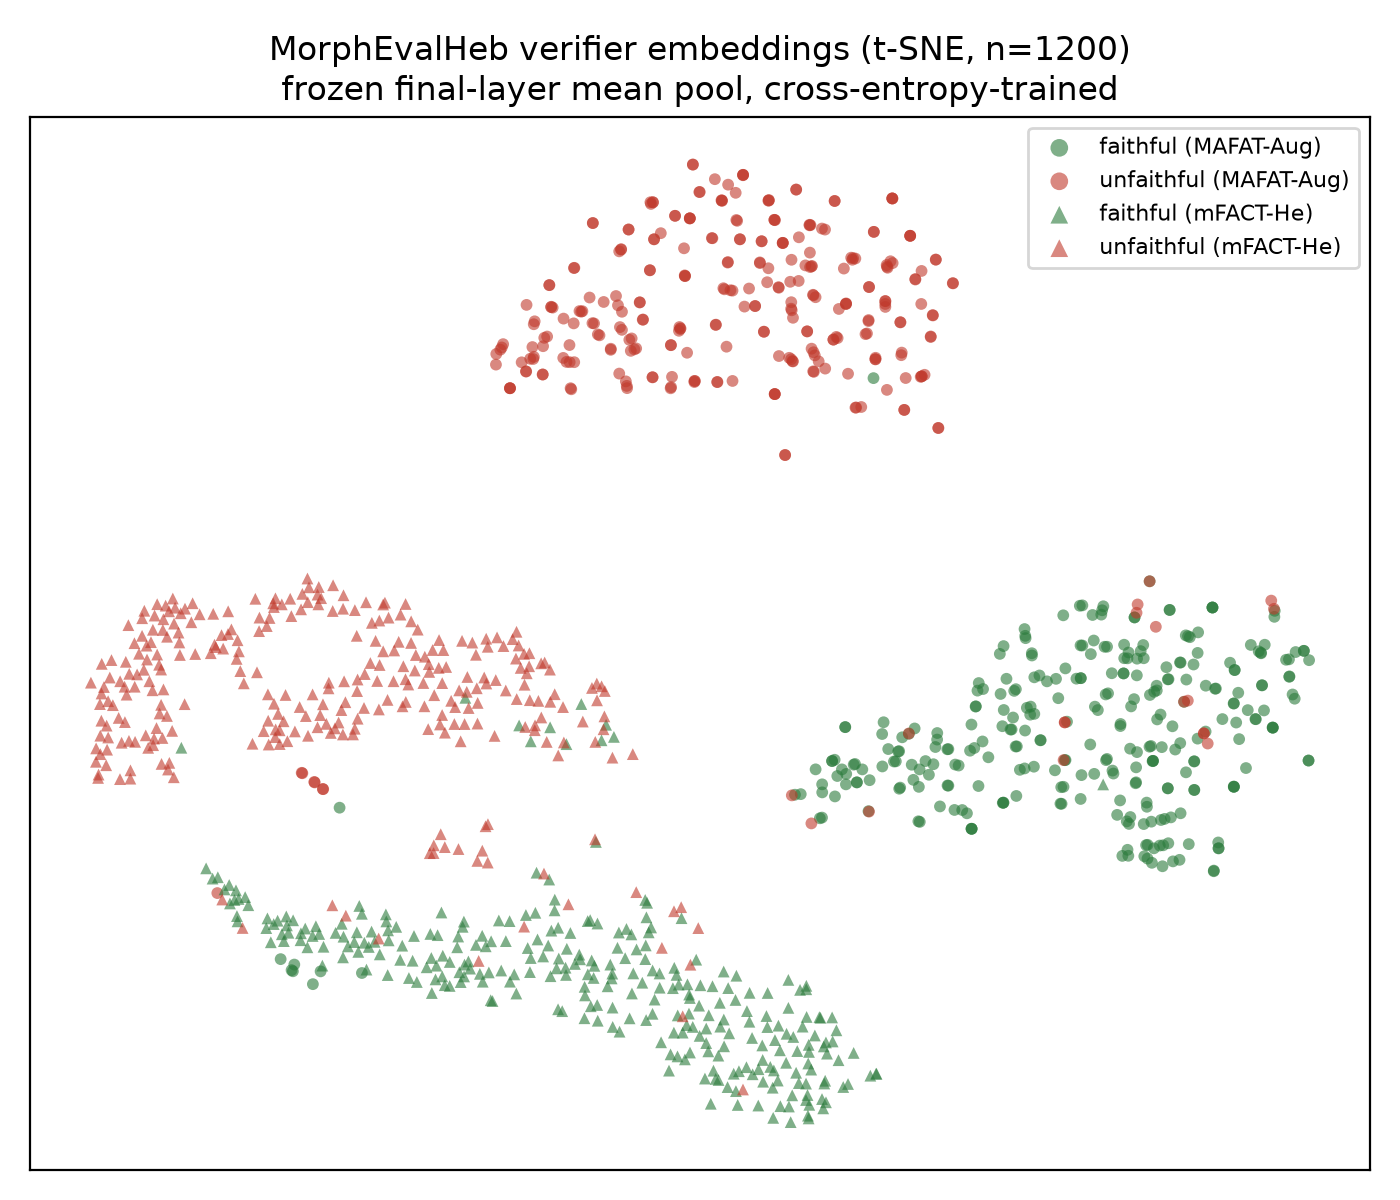 MorphEvalHeb verifier embeddings (t-SNE, n=1200)
frozen final-layer mean pool, cross-entropy-trained
faithful (MAFAT-Aug)
unfaithful (MAFAT-Aug)
faithful (mFACT-He)
unfaithful (mFACT-He)